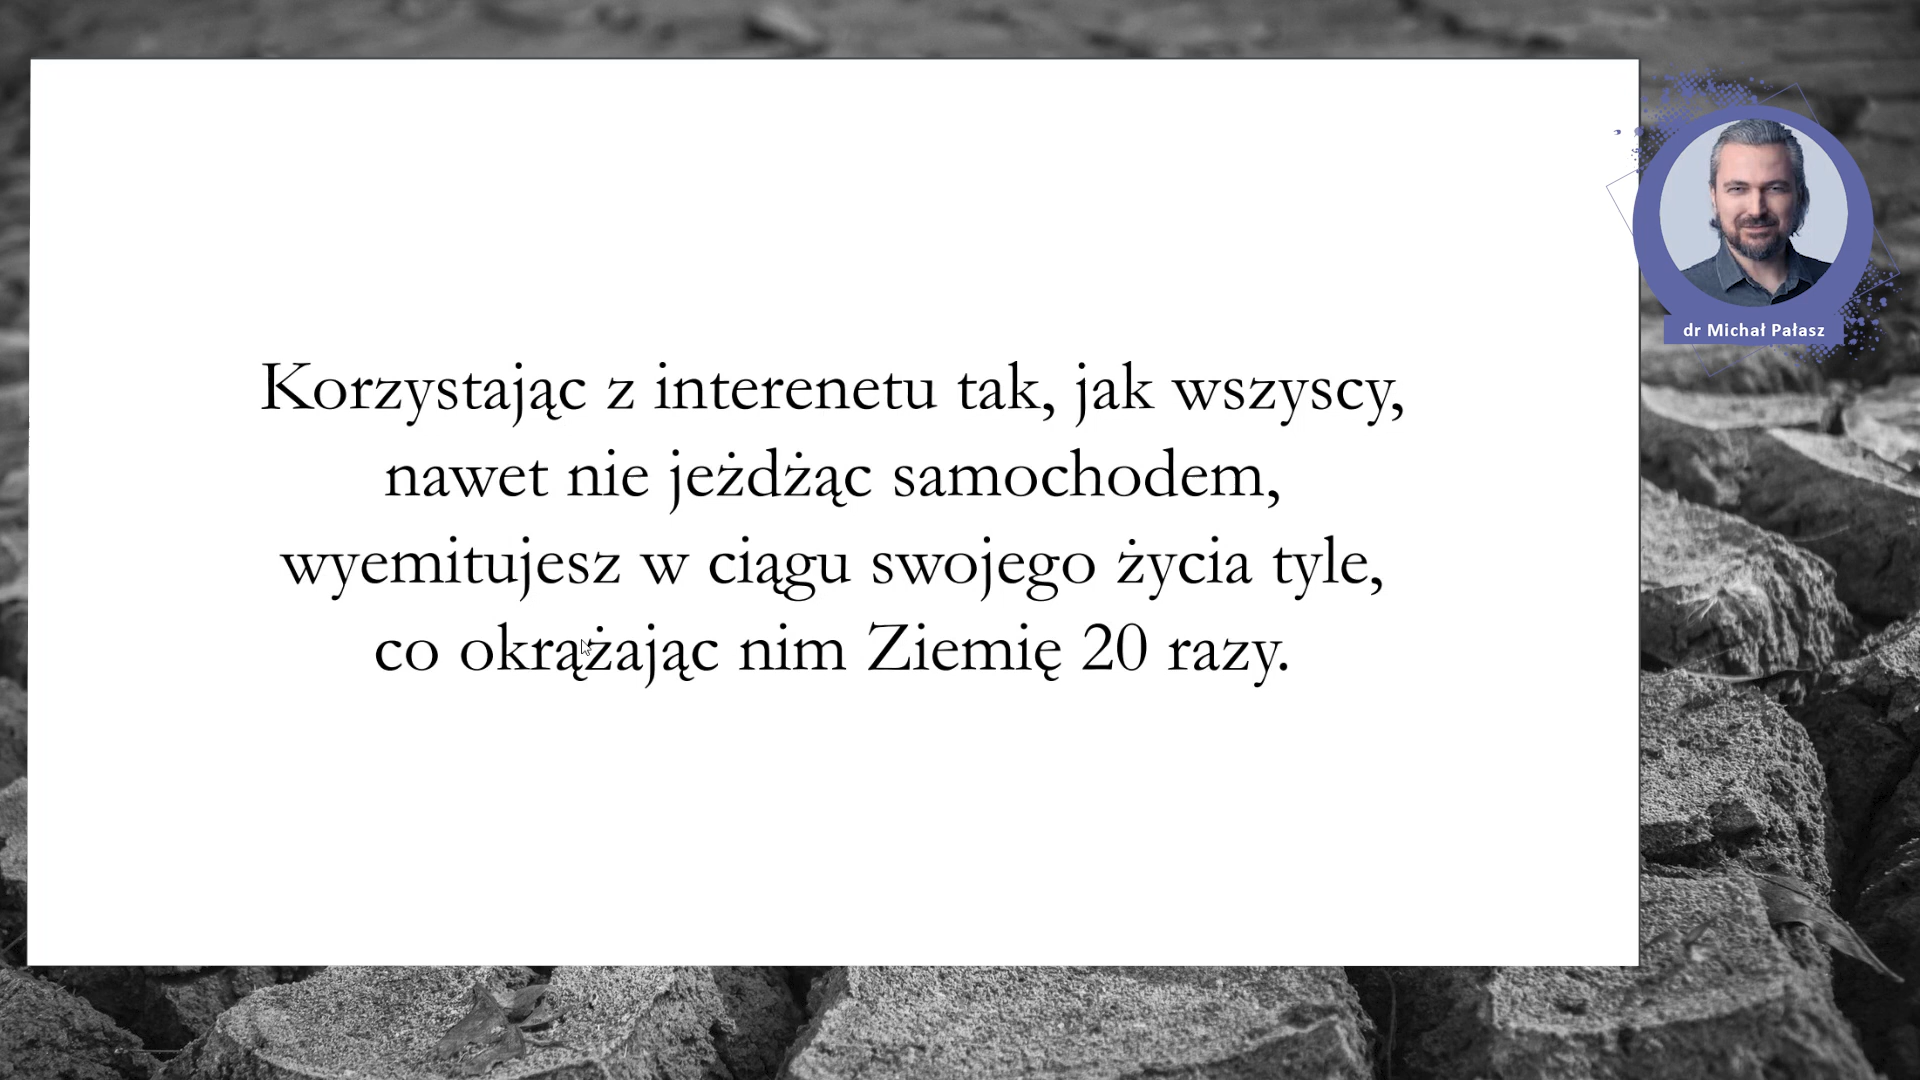 Korzystając z interenetu tak, jak wszyscy,
nawet nie jeżdżąc samochodem,
wyemitujesz w ciągu swojego życia tyle,
co okrążając nim Ziemię 20 razy.
dr Michał Pałasz